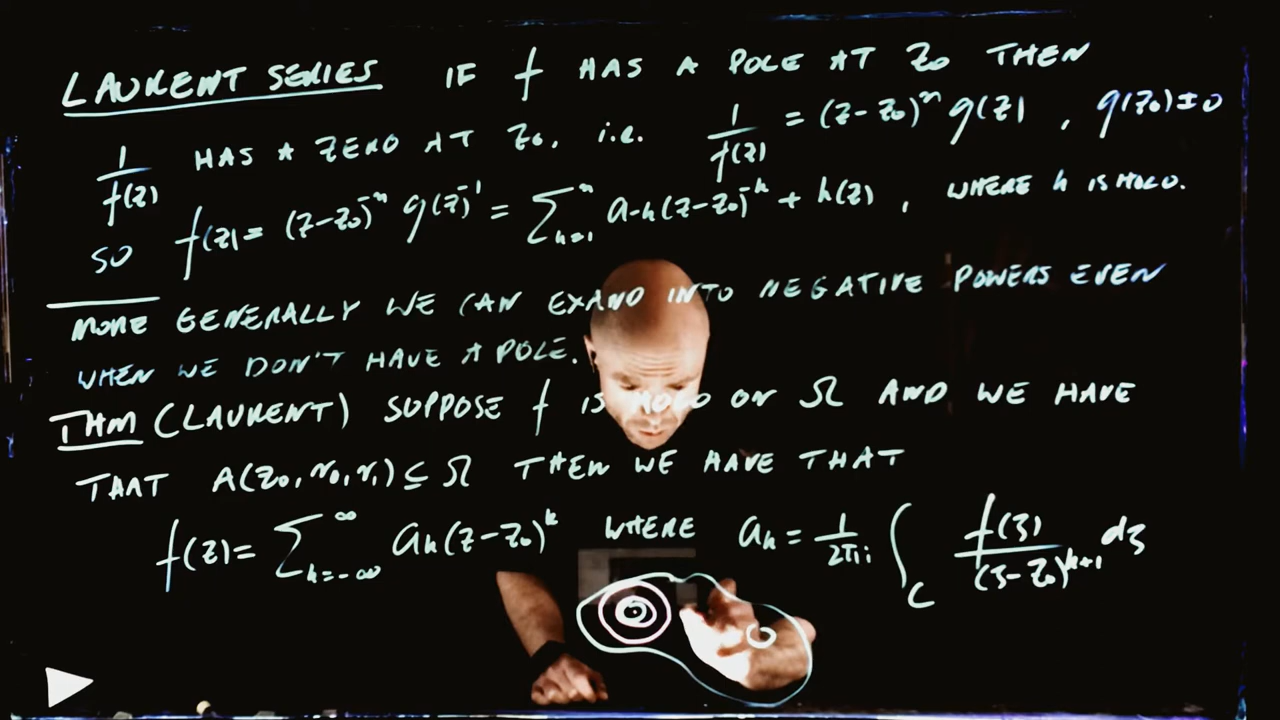 LAURENT SERIES IF f HAS A POLE AT z₀ THEN
1/f(z) HAS A ZERO AT z₀, i.e. 1/f(z) = (z-z₀)ⁿ g(z), g(z₀)≠0
SO f(z) = (z-z₀)⁻ⁿ g(z)⁻¹ = ∑_{k=1}^{n} a_{-k}(z-z₀)^{-k} + h(z), WHERE h IS HOLO.
MORE GENERALLY WE CAN EXAND INTO NEGATIVE POWERS EVEN
WHEN WE DON'T HAVE A POLE.
THM (LAURENT) SUPPOSE f IS HOLO ON Ω AND WE HAVE
TAAT A(z₀, r₀, r₁) ⊆ Ω THEN WE HAVE THAT
f(z) = ∑_{k=-∞}^{∞} a_k (z-z₀)^k WHERE a_k = 1/2πi ∫_C f(ζ)/(ζ-z₀)^{k+1} dζ